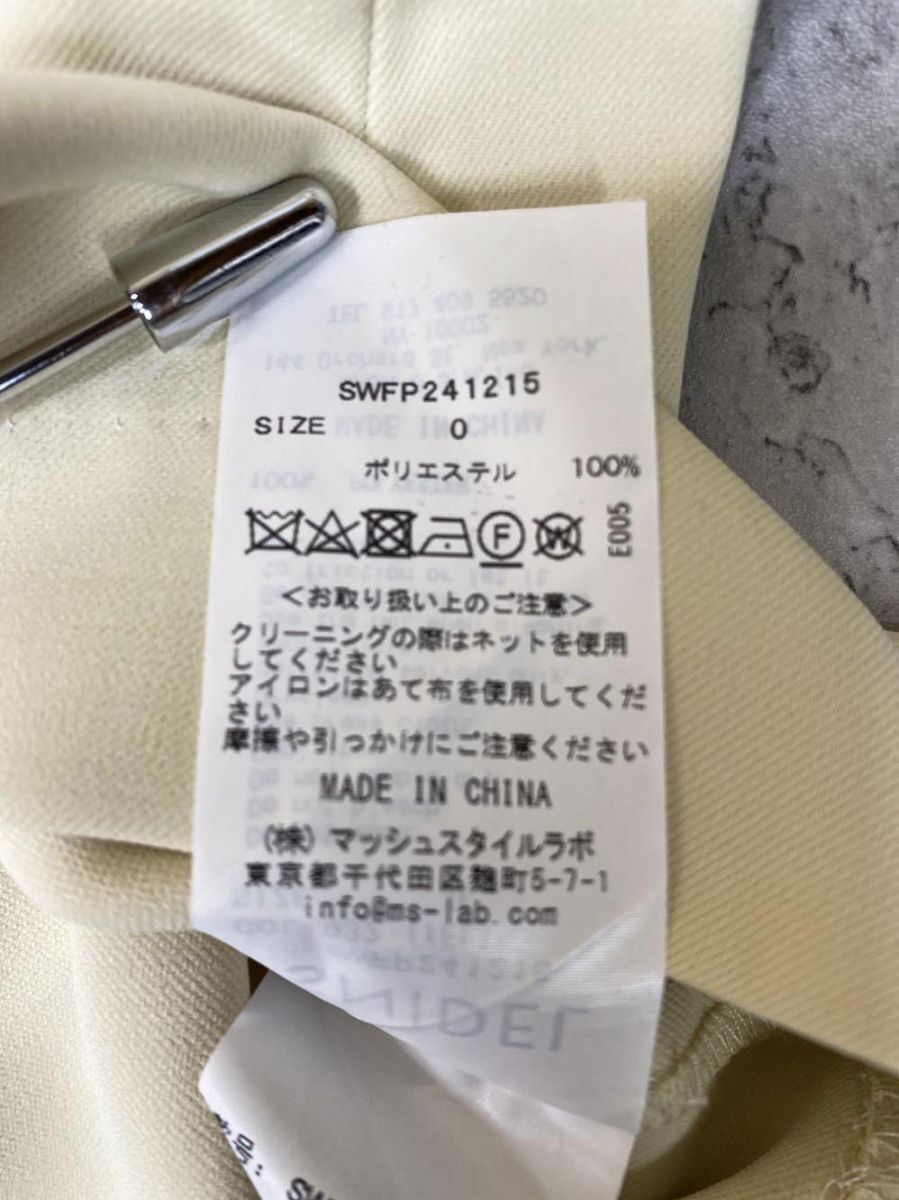 SWFP241215
SIZE 0
ポリエステル 100%
F W E005
<お取り扱い上のご注意>
クリーニングの際はネットを使用
してください
アイロンはあて布を使用してくだ
さい
摩擦や引っかけにご注意ください
MADE IN CHINA
(株)マッシュスタイルラボ
東京都千代田区麹町5-7-1
info@ms-lab.com
SNIDEL
号:
SW